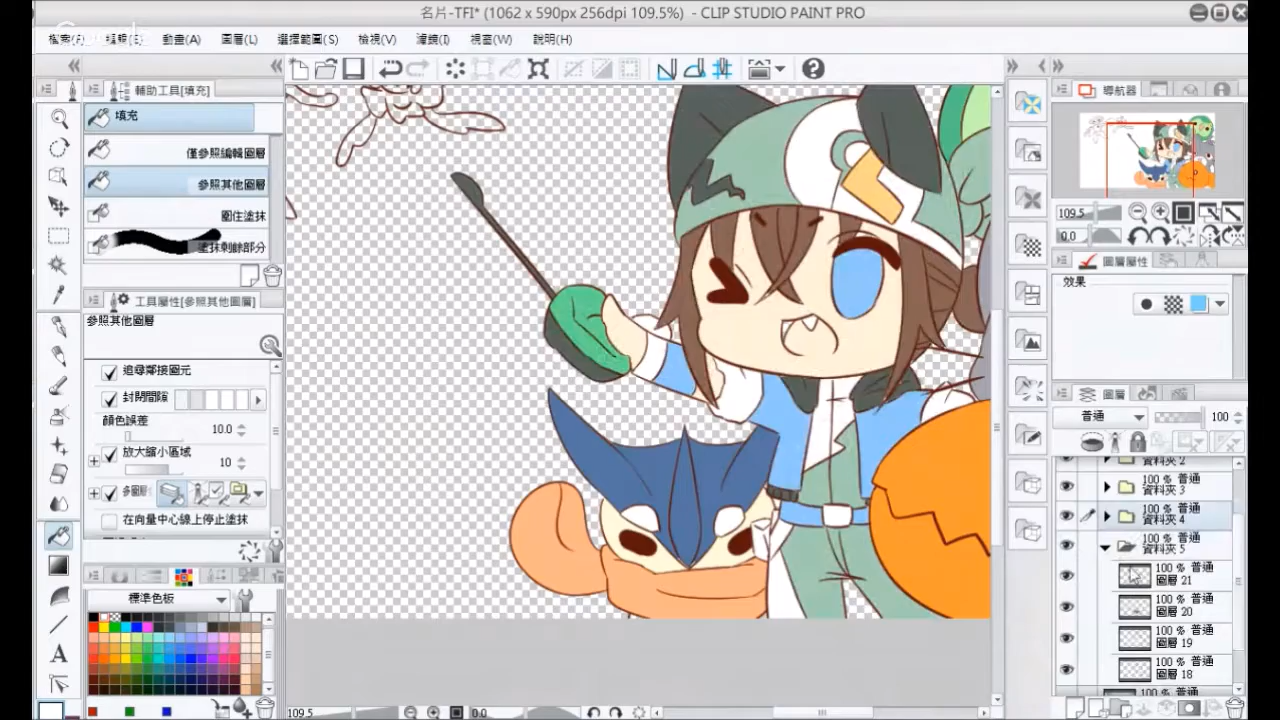 名片-TFI* (1062 x 590px 256dpi 109.5%) - CLIP STUDIO PAINT PRO
動畫(A) 圖層(L) 選擇範圍(S) 檢視(V) 濾鏡(I) 視窗(W) 說明(H)
輔助工具[填充]
填充
僅參照編輯圖層
參照其他圖層
圈住塗抹
塗抹剩餘部分
工具屬性[參照其他圖層]
參照其他圖層
追尋鄰接圖元
封閉間隙
顏色誤差
10.0
放大縮小區域
10
多圖層
在向量中心線上停止塗抹
標準色板
導航器
109.5
0.0
圖層屬性
效果
圖層
普通
100
資料夾 2
100 % 普通
資料夾 3
100 % 普通
資料夾 4
100 % 普通
資料夾 5
100 % 普通
圖層 21
100 % 普通
圖層 20
100 % 普通
圖層 19
100 % 普通
圖層 18
100 % 普通
109.5
0.0